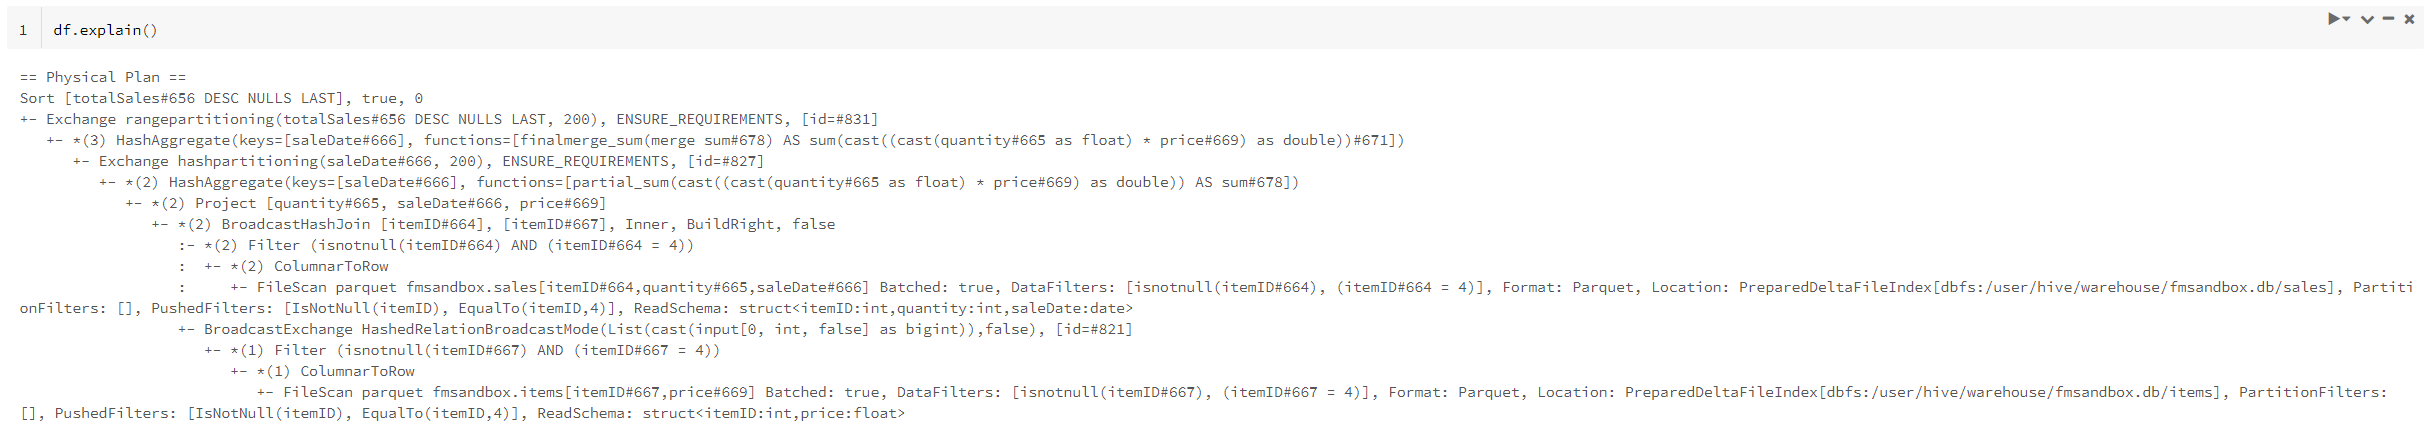 1 df.explain()
== Physical Plan ==
Sort [totalSales#656 DESC NULLS LAST], true, 0
+- Exchange rangepartitioning(totalSales#656 DESC NULLS LAST, 200), ENSURE_REQUIREMENTS, [id=#831]
   +- *(3) HashAggregate(keys=[saleDate#666], functions=[finalmerge_sum(merge sum#678) AS sum(cast((cast(quantity#665 as float) * price#669) as double))#671])
      +- Exchange hashpartitioning(saleDate#666, 200), ENSURE_REQUIREMENTS, [id=#827]
         +- *(2) HashAggregate(keys=[saleDate#666], functions=[partial_sum(cast((cast(quantity#665 as float) * price#669) as double)) AS sum#678])
            +- *(2) Project [quantity#665, saleDate#666, price#669]
               +- *(2) BroadcastHashJoin [itemID#664], [itemID#667], Inner, BuildRight, false
                  :- *(2) Filter (isnotnull(itemID#664) AND (itemID#664 = 4))
                  :  +- *(2) ColumnarToRow
                  :     +- FileScan parquet fmsandbox.sales[itemID#664,quantity#665,saleDate#666] Batched: true, DataFilters: [isnotnull(itemID#664), (itemID#664 = 4)], Format: Parquet, Location: PreparedDeltaFileIndex[dbfs:/user/hive/warehouse/fmsandbox.db/sales], Partiti
onFilters: [], PushedFilters: [IsNotNull(itemID), EqualTo(itemID,4)], ReadSchema: struct<itemID:int,quantity:int,saleDate:date>
                  +- BroadcastExchange HashedRelationBroadcastMode(List(cast(input[0, int, false] as bigint)),false), [id=#821]
                     +- *(1) Filter (isnotnull(itemID#667) AND (itemID#667 = 4))
                        +- *(1) ColumnarToRow
                           +- FileScan parquet fmsandbox.items[itemID#667,price#669] Batched: true, DataFilters: [isnotnull(itemID#667), (itemID#667 = 4)], Format: Parquet, Location: PreparedDeltaFileIndex[dbfs:/user/hive/warehouse/fmsandbox.db/items], PartitionFilters:
[], PushedFilters: [IsNotNull(itemID), EqualTo(itemID,4)], ReadSchema: struct<itemID:int,price:float>